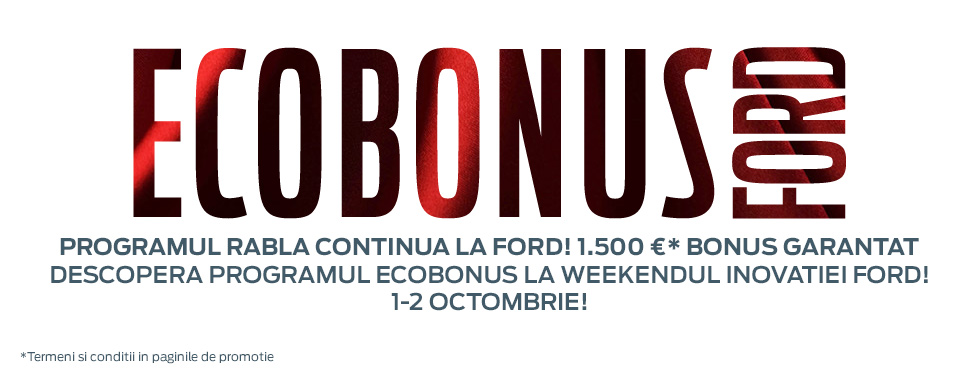 ECOBONUS FORD
PROGRAMUL RABLA CONTINUA LA FORD! 1.500 €* BONUS GARANTAT
DESCOPERA PROGRAMUL ECOBONUS LA WEEKENDUL INOVATIEI FORD!
1-2 OCTOMBRIE!
*Termeni si conditii in paginile de promotie